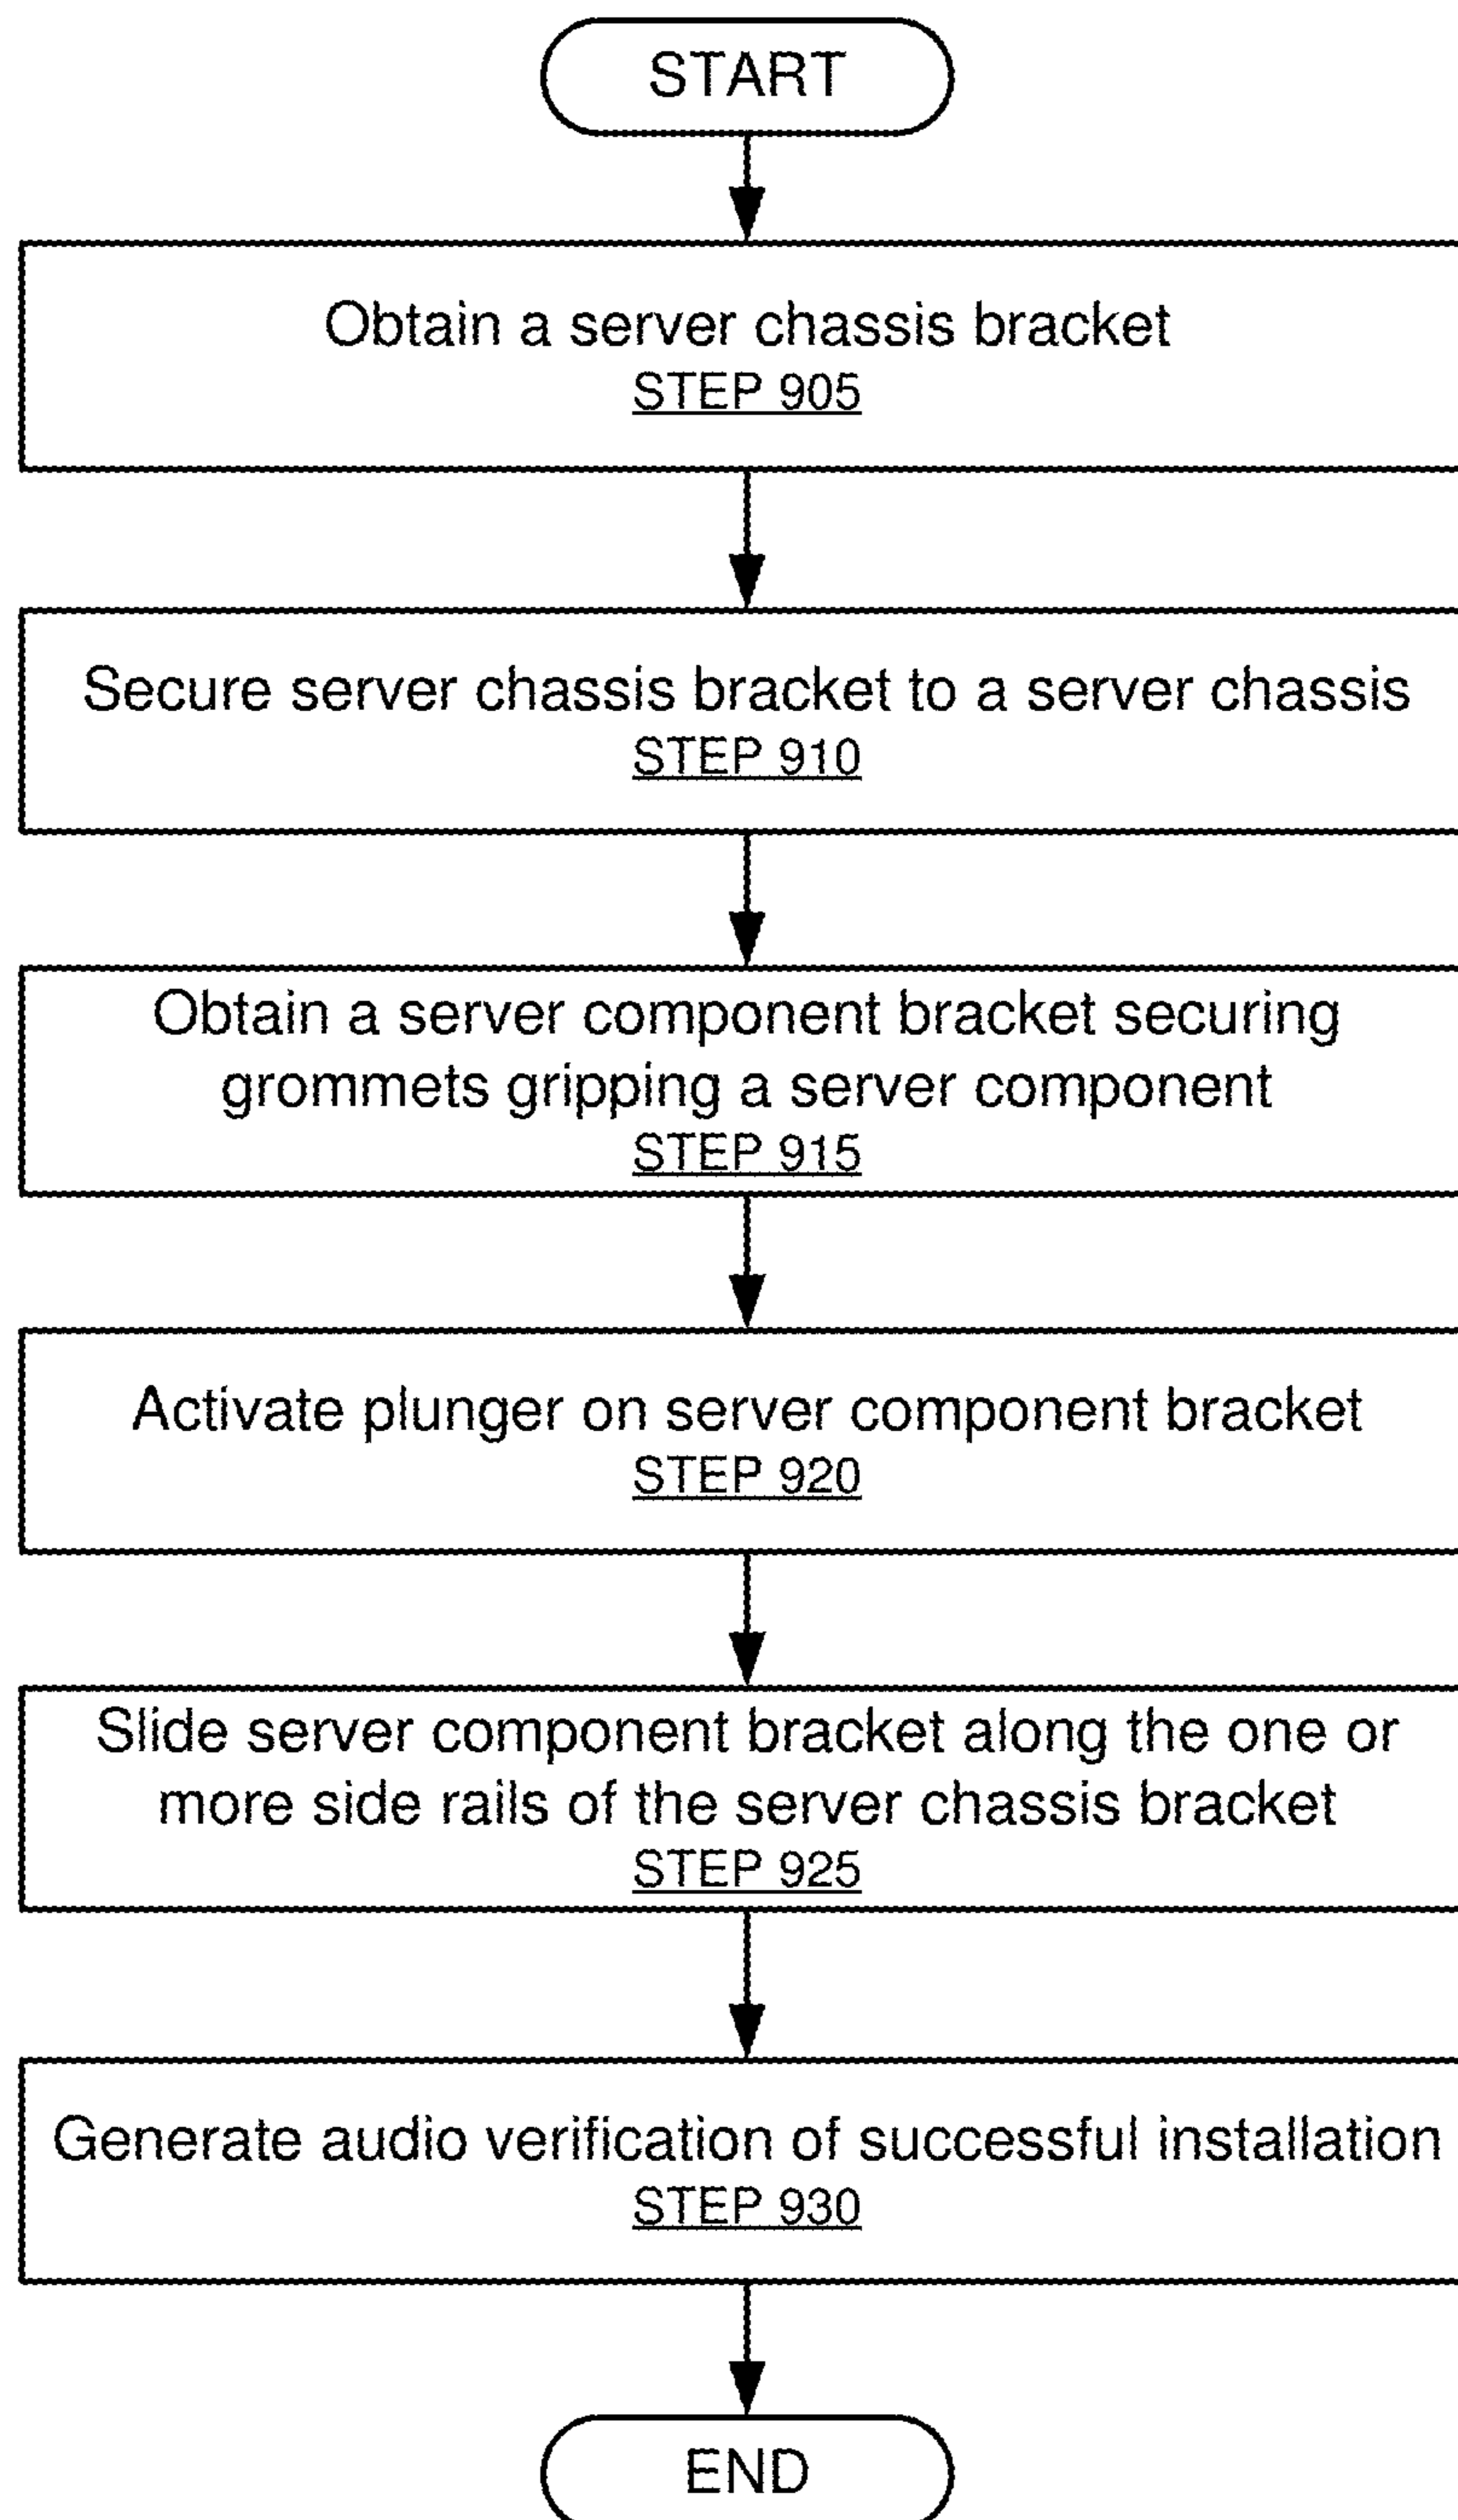 START
Obtain a server chassis bracket
STEP 905
Secure server chassis bracket to a server chassis
STEP 910
Obtain a server component bracket securing
grommets gripping a server component
STEP 915
Activate plunger on server component bracket
STEP 920
Slide server component bracket along the one or
more side rails of the server chassis bracket
STEP 925
Generate audio verification of successful installation
STEP 930
END